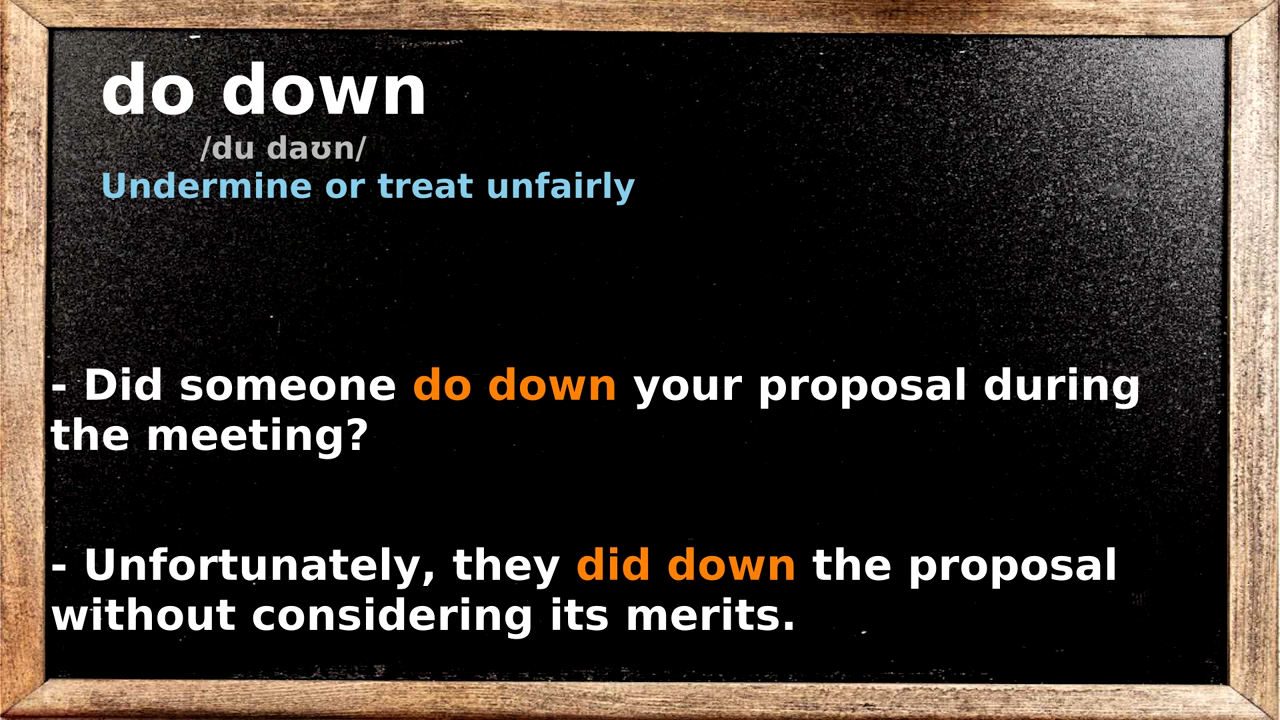 do down
/du daʊn/
Undermine or treat unfairly
- Did someone do down your proposal during
the meeting?
- Unfortunately, they did down the proposal
without considering its merits.